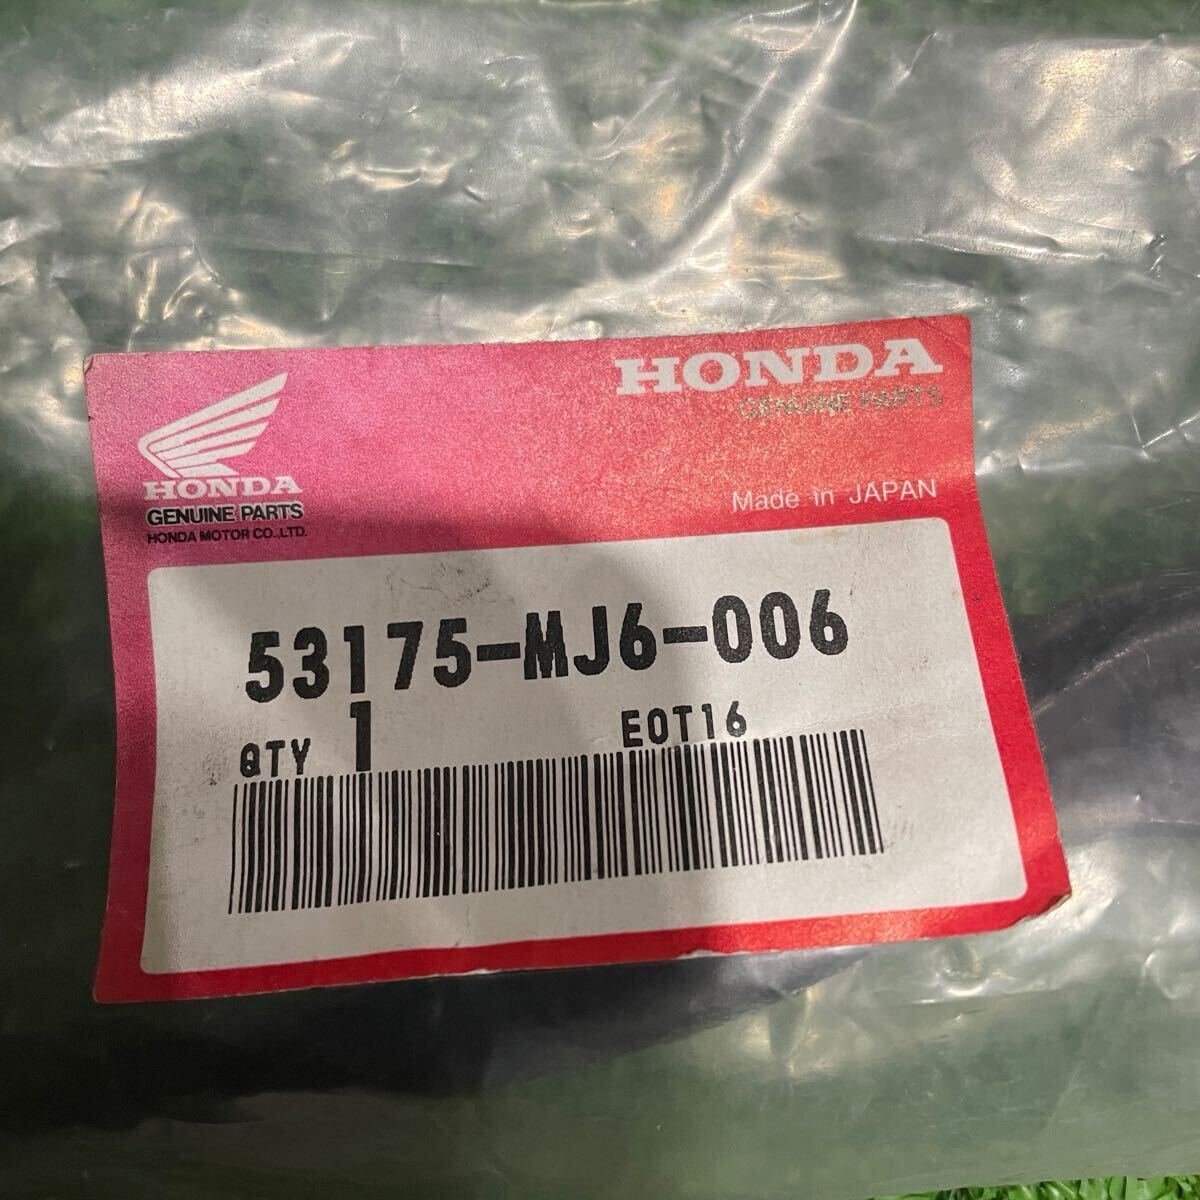 HONDA
GENUINE PARTS
HONDA
GENUINE PARTS
HONDA MOTOR CO.,LTD.
Made in JAPAN
53175-MJ6-006
QTY 1 E0T16